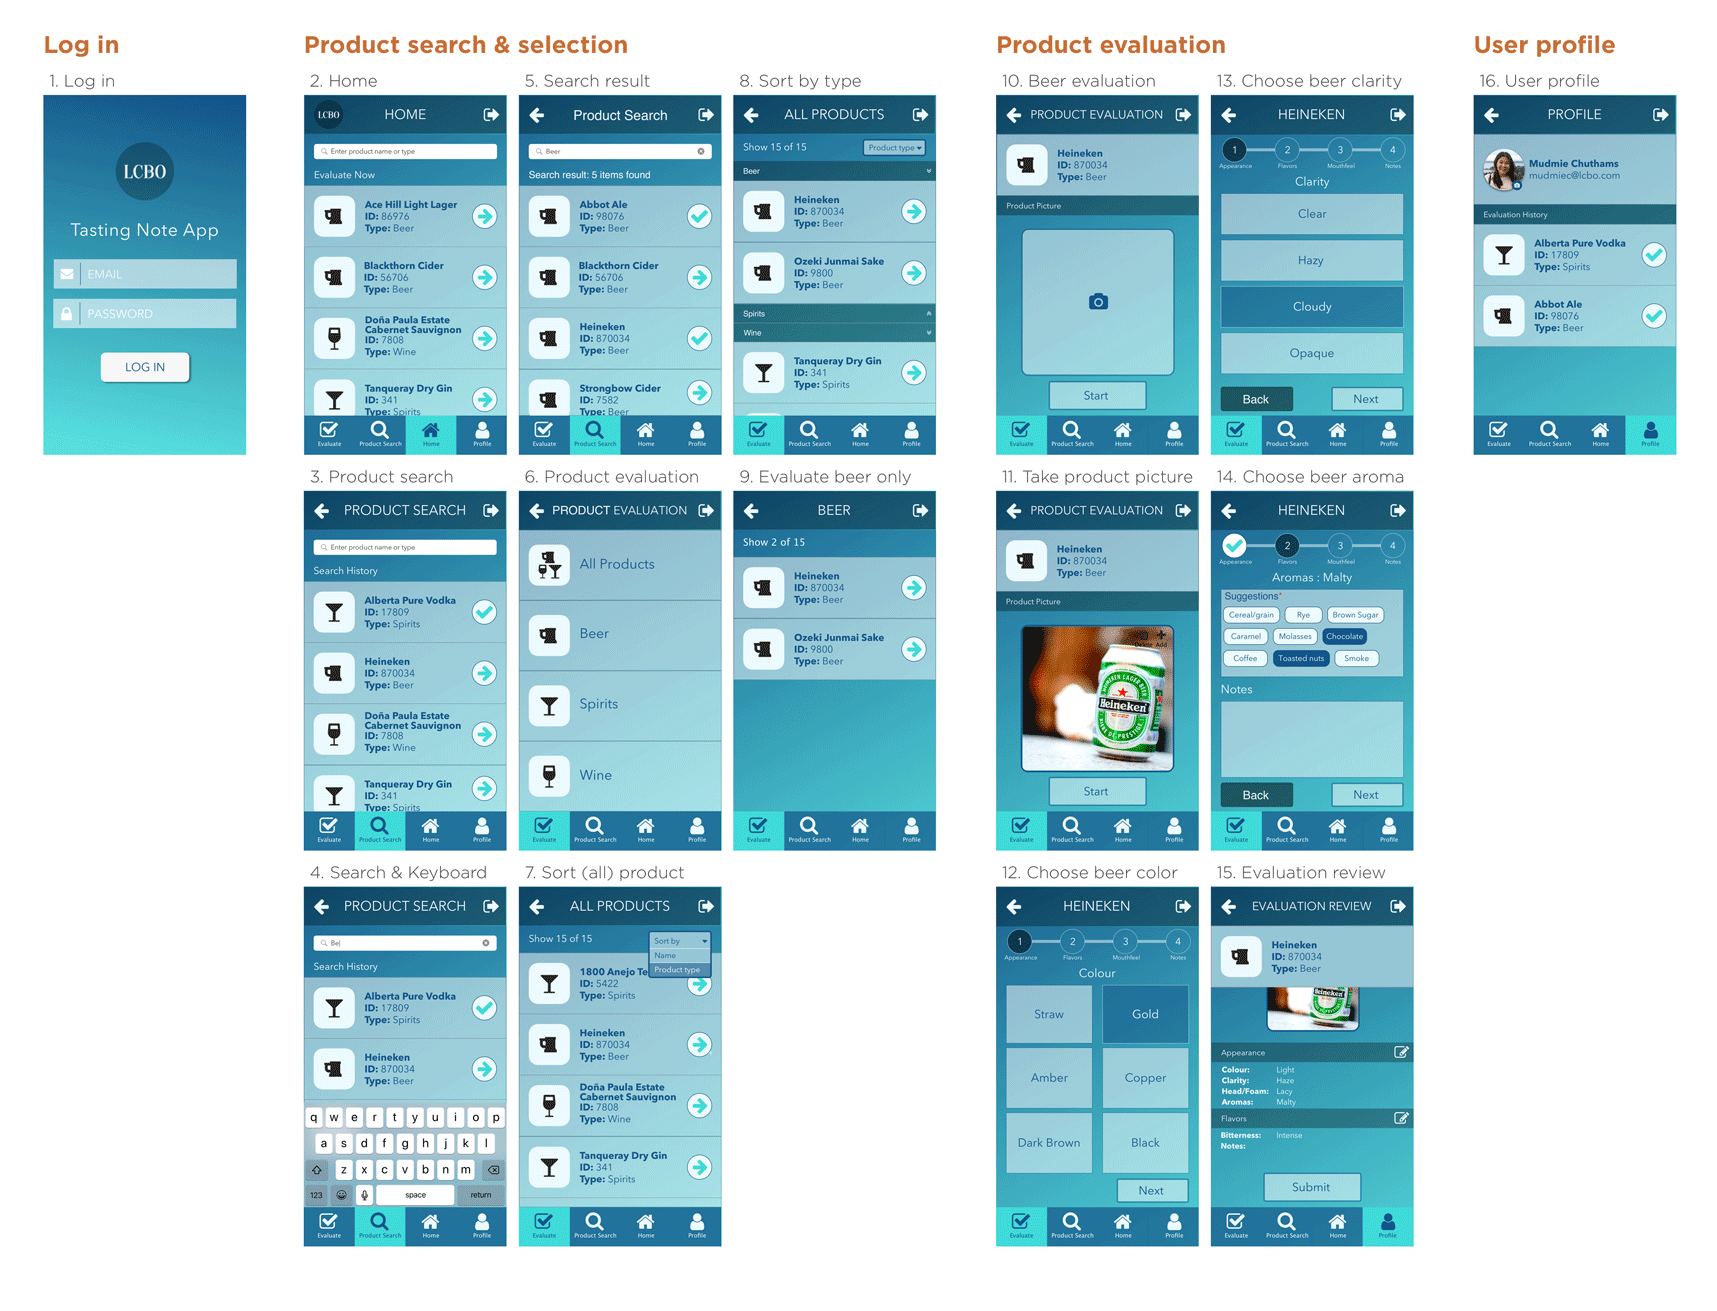 Log in
1. Log in
LCBO
Tasting Note App
EMAIL
PASSWORD
LOG IN
Product search & selection
2. Home
LCBO
HOME
Enter product name or type
Evaluate Now
Ace Hill Light Lager
ID: 86976
Type: Beer
Blackthorn Cider
ID: 56706
Type: Beer
Doña Paula Estate
Cabernet Sauvignon
ID: 7808
Type: Wine
Tanqueray Dry Gin
ID: 341
Type: Spirits
Evaluate Product Search Home Profile
3. Product search
PRODUCT SEARCH
Enter product name or type
Search History
Alberta Pure Vodka
ID: 17809
Type: Spirits
Heineken
ID: 870034
Type: Beer
Doña Paula Estate
Cabernet Sauvignon
ID: 7808
Type: Wine
Tanqueray Dry Gin
ID: 341
Type: Spirits
Evaluate Product Search Home Profile
4. Search & Keyboard
PRODUCT SEARCH
Be
Search History
Alberta Pure Vodka
ID: 17809
Type: Spirits
Heineken
ID: 870034
Type: Beer
q w e r t y u i o p
a s d f g h j k l
z x c v b n m
123 space return
Evaluate Product Search Home Profile
5. Search result
Product Search
Beer
Search result: 5 items found
Abbot Ale
ID: 98076
Type: Beer
Blackthorn Cider
ID: 56706
Type: Beer
Heineken
ID: 870034
Type: Beer
Strongbow Cider
ID: 7582
Type: Beer
Evaluate Product Search Home Profile
6. Product evaluation
PRODUCT EVALUATION
All Products
Beer
Spirits
Wine
Evaluate Product Search Home Profile
7. Sort (all) product
ALL PRODUCTS
Show 15 of 15
Sort by
Name
Product type
1800 Anejo Te
ID: 5422
Type: Spirits
Heineken
ID: 870034
Type: Beer
Doña Paula Estate
Cabernet Sauvignon
ID: 7808
Type: Wine
Tanqueray Dry Gin
ID: 341
Type: Spirits
Evaluate Product Search Home Profile
8. Sort by type
ALL PRODUCTS
Show 15 of 15
Product type
Beer
Heineken
ID: 870034
Type: Beer
Ozeki Junmai Sake
ID: 9800
Type: Beer
Spirits
Wine
Tanqueray Dry Gin
ID: 341
Type: Spirits
Evaluate Product Search Home Profile
9. Evaluate beer only
BEER
Show 2 of 15
Heineken
ID: 870034
Type: Beer
Ozeki Junmai Sake
ID: 9800
Type: Beer
Evaluate Product Search Home Profile
Product evaluation
10. Beer evaluation
PRODUCT EVALUATION
Heineken
ID: 870034
Type: Beer
Product Picture
Start
Evaluate Product Search Home Profile
11. Take product picture
PRODUCT EVALUATION
Heineken
ID: 870034
Type: Beer
Product Picture
Delete Add
HEINEKEN LAGER BEER
Heineken
BIERE DE PRESTIGE
Start
Evaluate Product Search Home Profile
12. Choose beer color
HEINEKEN
1 2 3 4
Appearance Flavors Mouthfeel Notes
Colour
Straw Gold
Amber Copper
Dark Brown Black
Next
Evaluate Product Search Home Profile
13. Choose beer clarity
HEINEKEN
1 2 3 4
Appearance Flavors Mouthfeel Notes
Clarity
Clear
Hazy
Cloudy
Opaque
Back Next
Evaluate Product Search Home Profile
14. Choose beer aroma
HEINEKEN
2 3 4
Appearance Flavors Mouthfeel Notes
Aromas : Malty
Suggestions*
Cereal/grain Rye Brown Sugar
Caramel Molasses Chocolate
Coffee Toasted nuts Smoke
Notes
Back Next
Evaluate Product Search Home Profile
15. Evaluation review
EVALUATION REVIEW
Heineken
ID: 870034
Type: Beer
Heineken
Appearance
Colour: Light
Clarity: Haze
Head/Foam: Lacy
Aromas: Malty
Flavors
Bitterness: Intense
Notes:
Submit
Evaluate Product Search Home Profile
User profile
16. User profile
PROFILE
Mudmie Chuthams
mudmiec@lcbo.com
Evaluation History
Alberta Pure Vodka
ID: 17809
Type: Spirits
Abbot Ale
ID: 98076
Type: Beer
Evaluate Product Search Home Profile